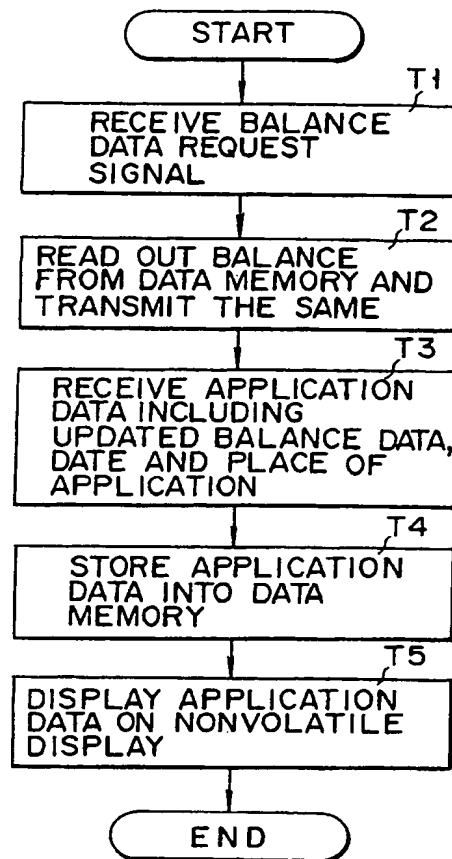 START
T1
RECEIVE BALANCE
DATA REQUEST
SIGNAL
T2
READ OUT BALANCE
FROM DATA MEMORY AND
TRANSMIT THE SAME
T3
RECEIVE APPLICATION
DATA INCLUDING
UPDATED BALANCE DATA,
DATE AND PLACE OF
APPLICATION
T4
STORE APPLICATION
DATA INTO DATA
MEMORY
T5
DISPLAY APPLICATION
DATA ON NONVOLATILE
DISPLAY
END